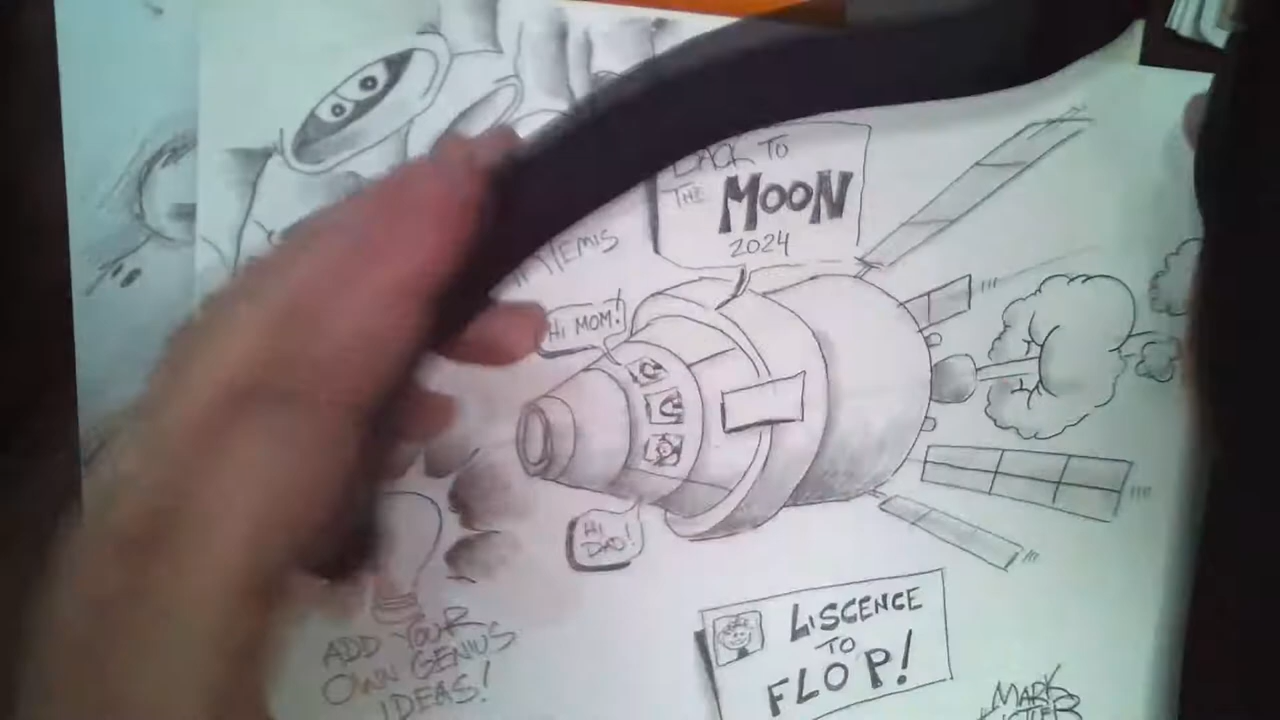 BACK TO
THE MOON
2024
HI MOM!
HI
DAD!
ADD YOUR
OWN GENIUS
IDEAS!
LISCENCE
TO
FLOP!
MARK